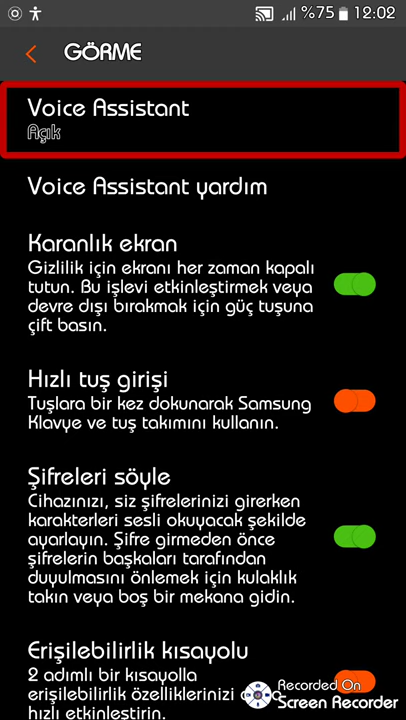 %75 12:02
GÖRME
Voice Assistant
Açık
Voice Assistant yardım
Karanlık ekran
Gizlilik için ekranı her zaman kapalı
tutun. Bu işlevi etkinleştirmek veya
devre dışı bırakmak için güç tuşuna
çift basın.
Hızlı tuş girişi
Tuşlara bir kez dokunarak Samsung
Klavye ve tuş takımını kullanın.
Şifreleri söyle
Cihazınızı, siz şifrelerinizi girerken
karakterleri sesli okuyacak şekilde
ayarlayın. Şifre girmeden önce
şifrelerin başkaları tarafından
duyulmasını önlemek için kulaklık
takın veya boş bir mekana gidin.
Erişilebilirlik kısayolu
2 adımlı bir kısayolla
erişilebilirlik özelliklerinizi
hızlı etkinleştirin.
Recorded On
Screen Recorder